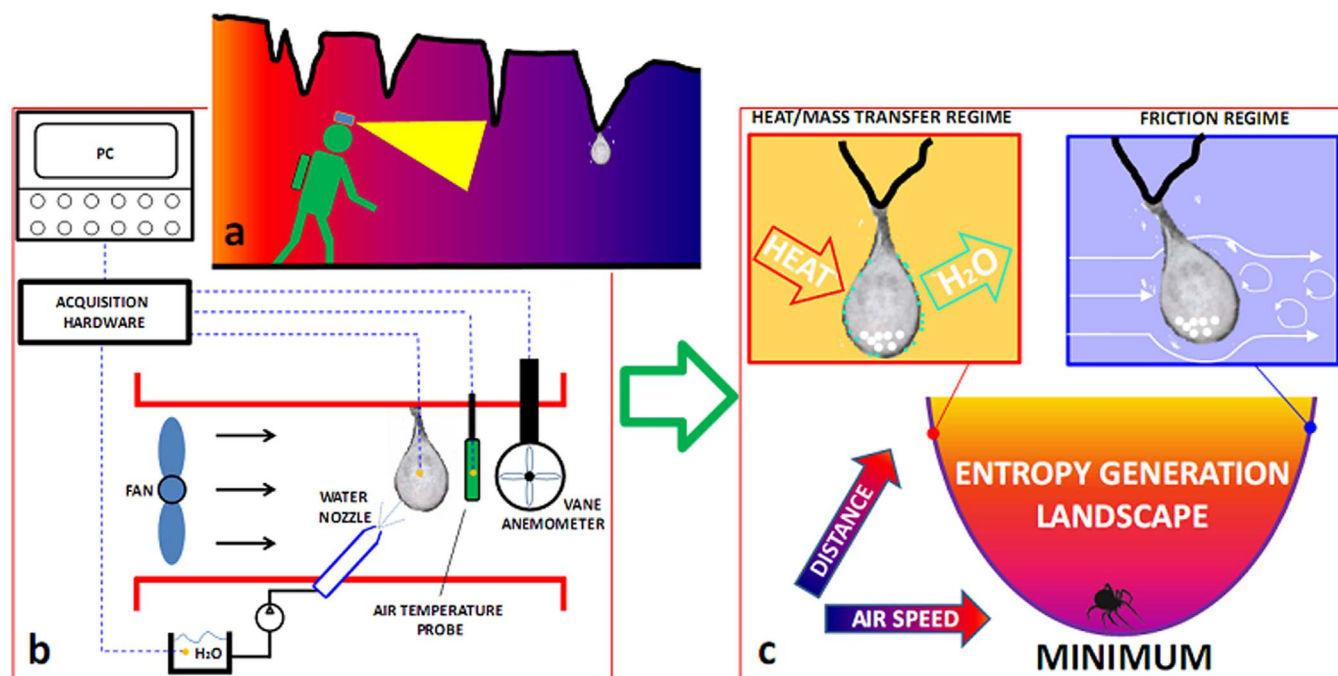 a
PC
ACQUISITION
HARDWARE
FAN
WATER
NOZZLE
VANE
ANEMOMETER
AIR TEMPERATURE
PROBE
H₂O
b
HEAT/MASS TRANSFER REGIME
FRICTION REGIME
HEAT
H₂O
ENTROPY GENERATION
LANDSCAPE
DISTANCE
AIR SPEED
MINIMUM
c